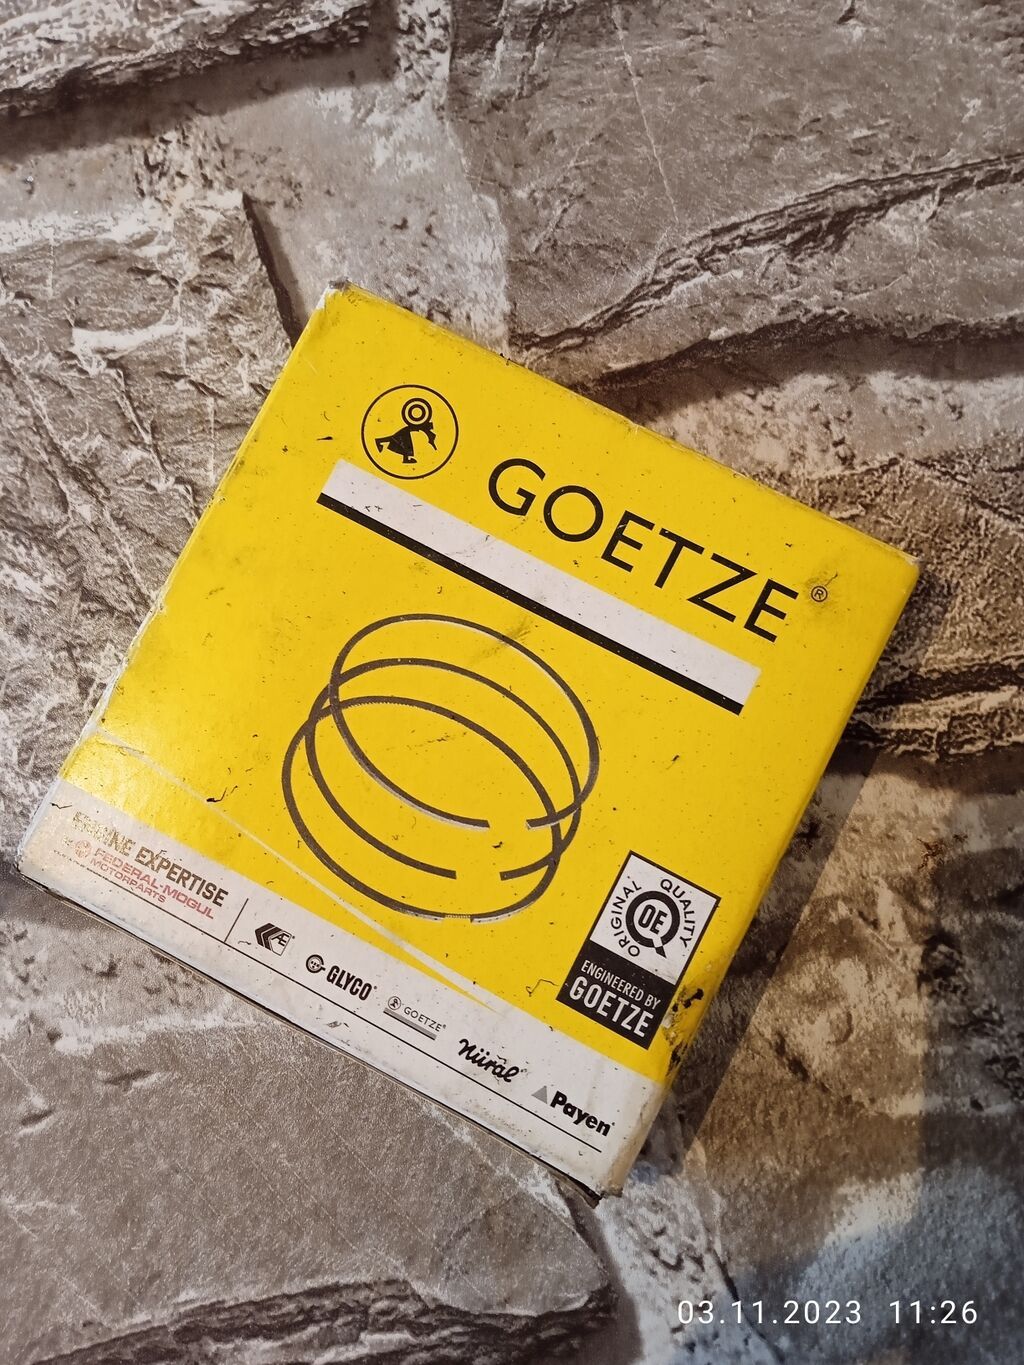 GOETZE®
ORIGINAL QUALITY
OE
ENGINEERED BY
GOETZE
ENGINE EXPERTISE
FEDERAL-MOGUL
MOTORPARTS
Æ®
GLYCO®
GOETZE®
Nüral®
Payen®
03.11.2023 11:26